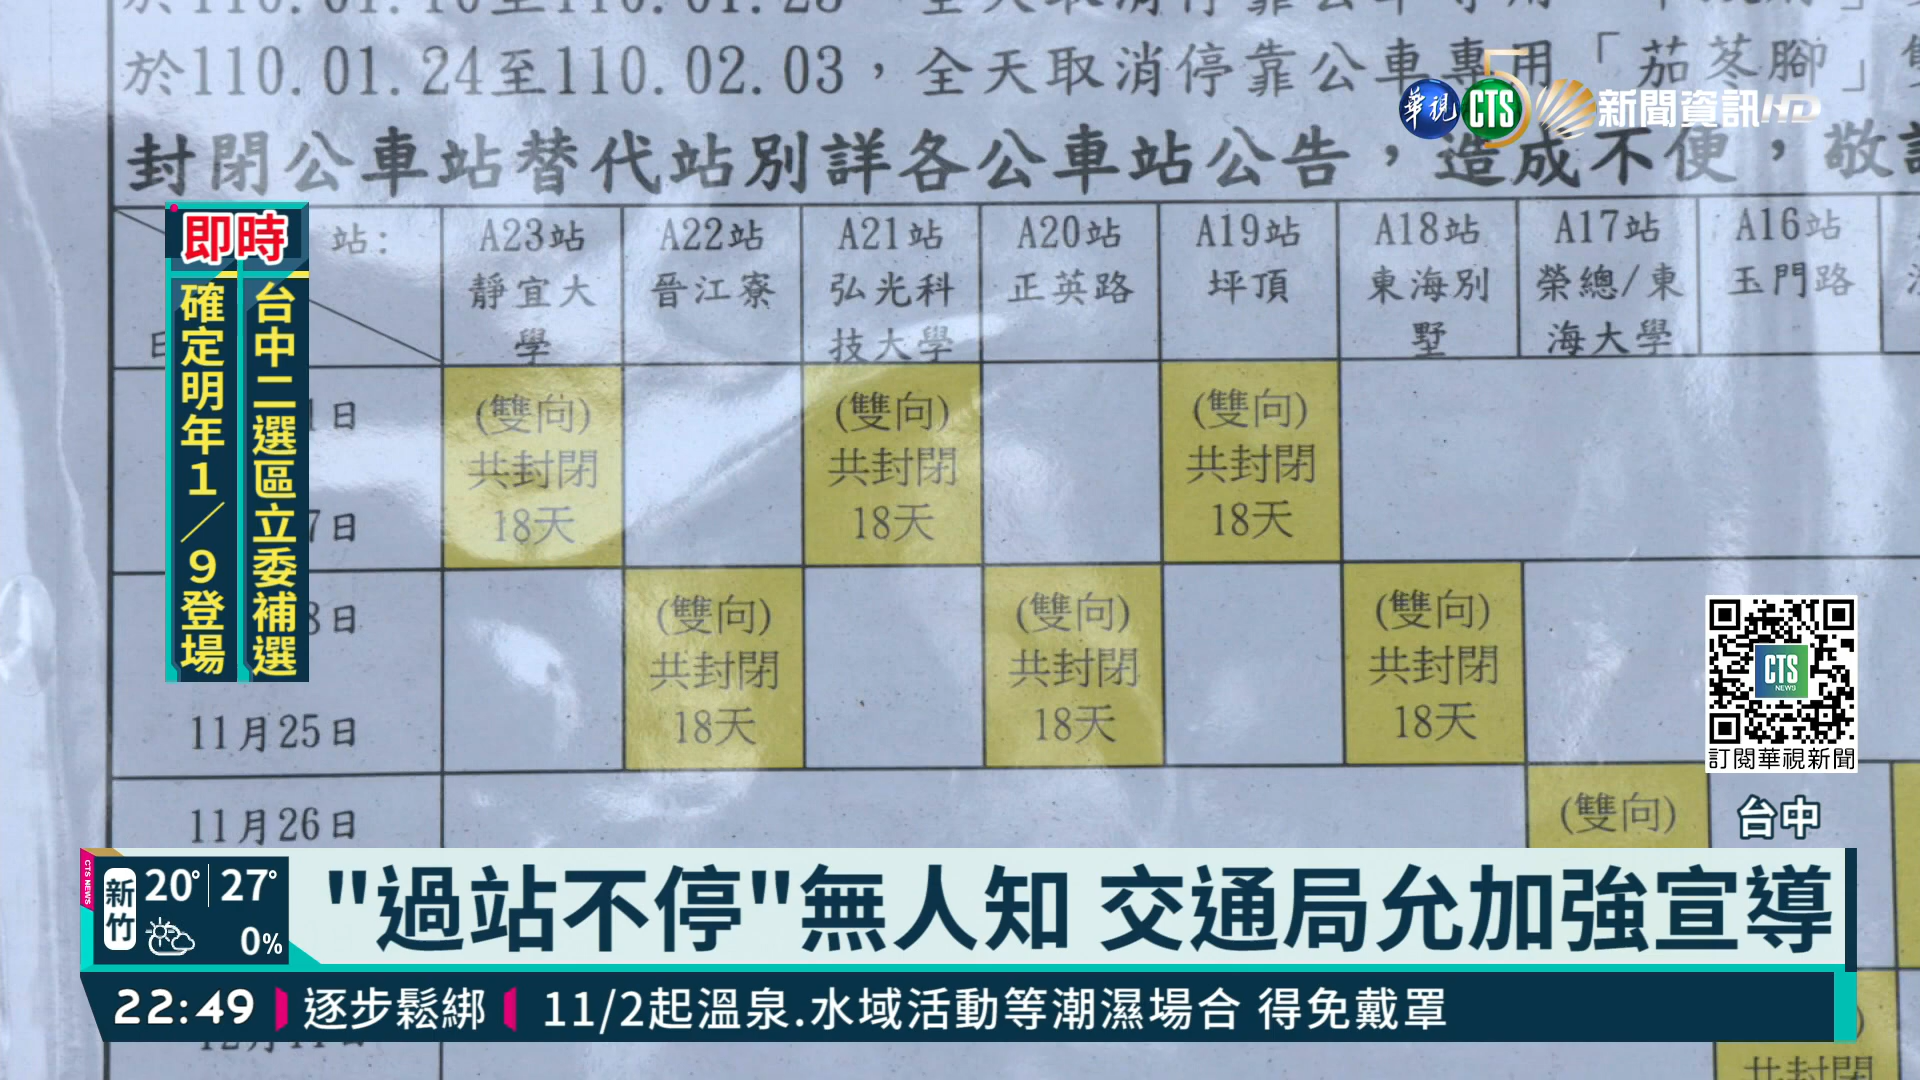 於110.01.24至110.02.03，全天取消停靠公車專用「茄苳腳」
華視 CTS 新聞資訊HD
封閉公車站替代站別詳各公車站公告，造成不便，敬
站：
A23站 靜宜大學
A22站 晉江寮
A21站 弘光科技大學
A20站 正英路
A19站 坪頂
A18站 東海別墅
A17站 榮總/東海大學
A16站 玉門路
(雙向) 共封閉 18天
(雙向) 共封閉 18天
(雙向) 共封閉 18天
(雙向) 共封閉 18天
(雙向) 共封閉 18天
(雙向) 共封閉 18天
11月25日
11月26日
(雙向)
共封閉
即時
台中二選區立委補選
確定明年1／9登場
CTS NEWS
訂閱華視新聞
台中
CTS NEWS
新竹 20° 27° 0%
"過站不停"無人知 交通局允加強宣導
22:49 逐步鬆綁 11/2起溫泉.水域活動等潮濕場合 得免戴罩